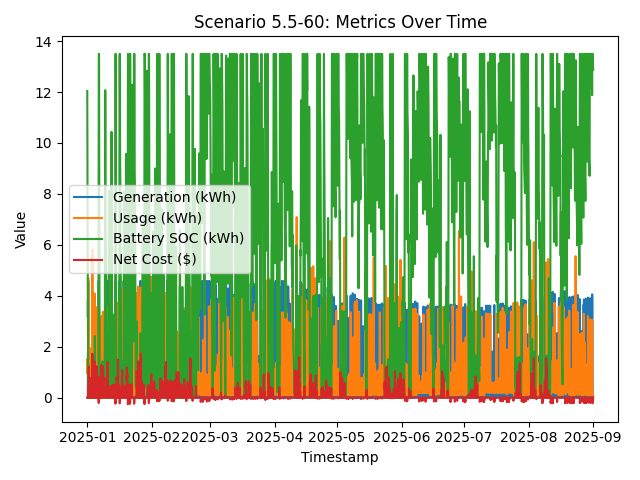 Scenario 5.5-60: Metrics Over Time
Value
14
12
10
8
6
4
2
0
Generation (kWh)
Usage (kWh)
Battery SOC (kWh)
Net Cost ($)
2025-01 2025-02 2025-03 2025-04 2025-05 2025-06 2025-07 2025-08 2025-09
Timestamp